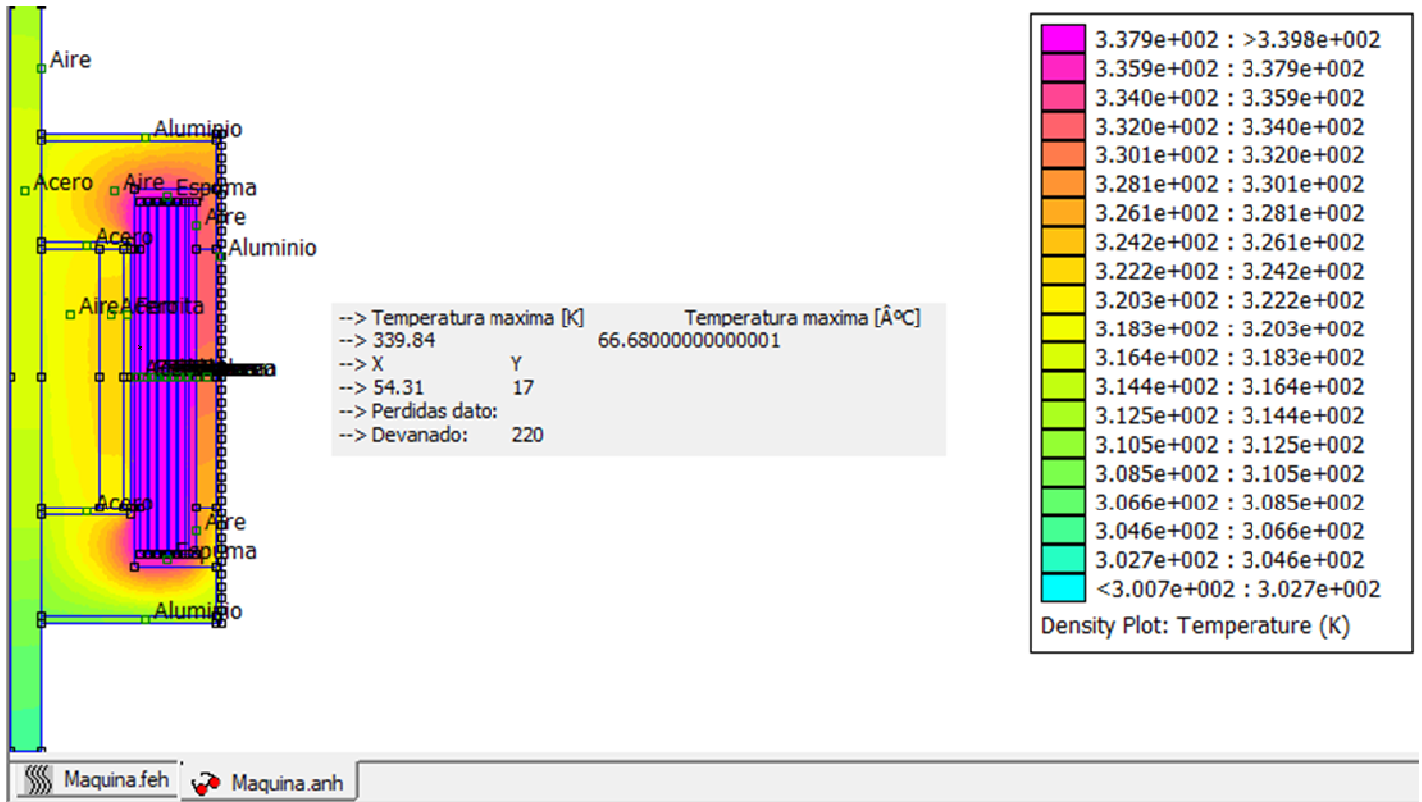 Aire
Aluminio
Acero
Aire
Espuma
Aire
Acero
Aluminio
Aire
--> Temperatura maxima [K] Temperatura maxima [ÂºC]
--> 339.84 66.68000000000001
--> X Y
--> 54.31 17
--> Perdidas dato:
--> Devanado: 220
Acero
Aire
Espuma
Aluminio
3.379e+002 : >3.398e+002
3.359e+002 : 3.379e+002
3.340e+002 : 3.359e+002
3.320e+002 : 3.340e+002
3.301e+002 : 3.320e+002
3.281e+002 : 3.301e+002
3.261e+002 : 3.281e+002
3.242e+002 : 3.261e+002
3.222e+002 : 3.242e+002
3.203e+002 : 3.222e+002
3.183e+002 : 3.203e+002
3.164e+002 : 3.183e+002
3.144e+002 : 3.164e+002
3.125e+002 : 3.144e+002
3.105e+002 : 3.125e+002
3.085e+002 : 3.105e+002
3.066e+002 : 3.085e+002
3.046e+002 : 3.066e+002
3.027e+002 : 3.046e+002
<3.007e+002 : 3.027e+002
Density Plot: Temperature (K)
Maquina.feh
Maquina.anh